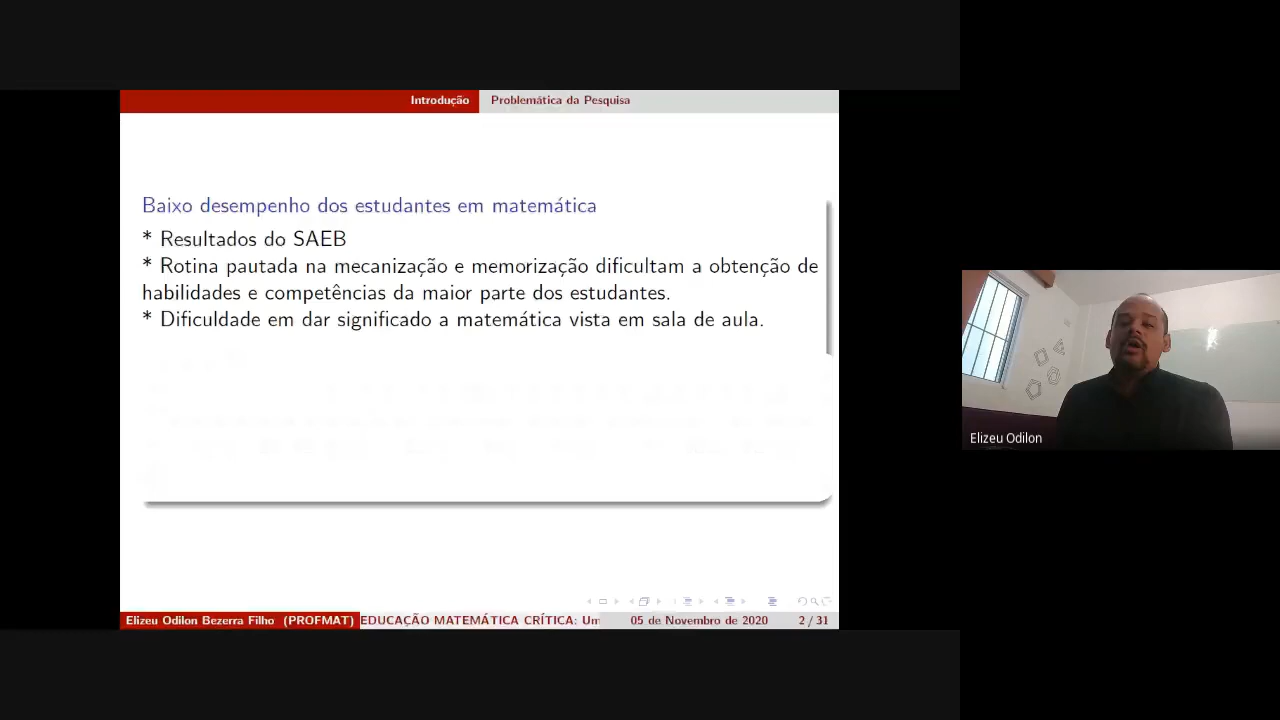 Introdução Problemática da Pesquisa
Baixo desempenho dos estudantes em matemática
* Resultados do SAEB
* Rotina pautada na mecanização e memorização dificultam a obtenção de
habilidades e competências da maior parte dos estudantes.
* Dificuldade em dar significado a matemática vista em sala de aula.
Elizeu Odilon
Elizeu Odilon Bezerra Filho (PROFMAT) EDUCAÇÃO MATEMÁTICA CRÍTICA: Um 05 de Novembro de 2020 2 / 31